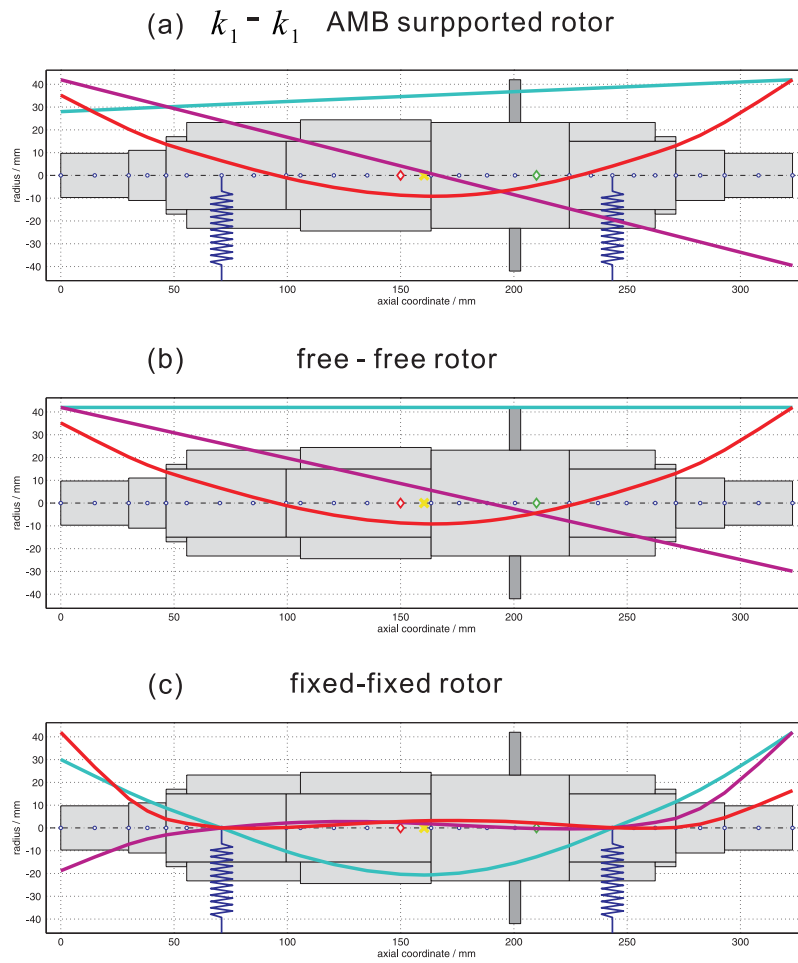 (a) k₁ - k₁ AMB surpported rotor
40
30
20
10
0
-10
-20
-30
-40
radius / mm
0 50 100 150 200 250 300
axial coordinate / mm
(b) free - free rotor
40
30
20
10
0
-10
-20
-30
-40
radius / mm
0 50 100 150 200 250 300
axial coordinate / mm
(c) fixed-fixed rotor
40
30
20
10
0
-10
-20
-30
-40
radius / mm
0 50 100 150 200 250 300
axial coordinate / mm